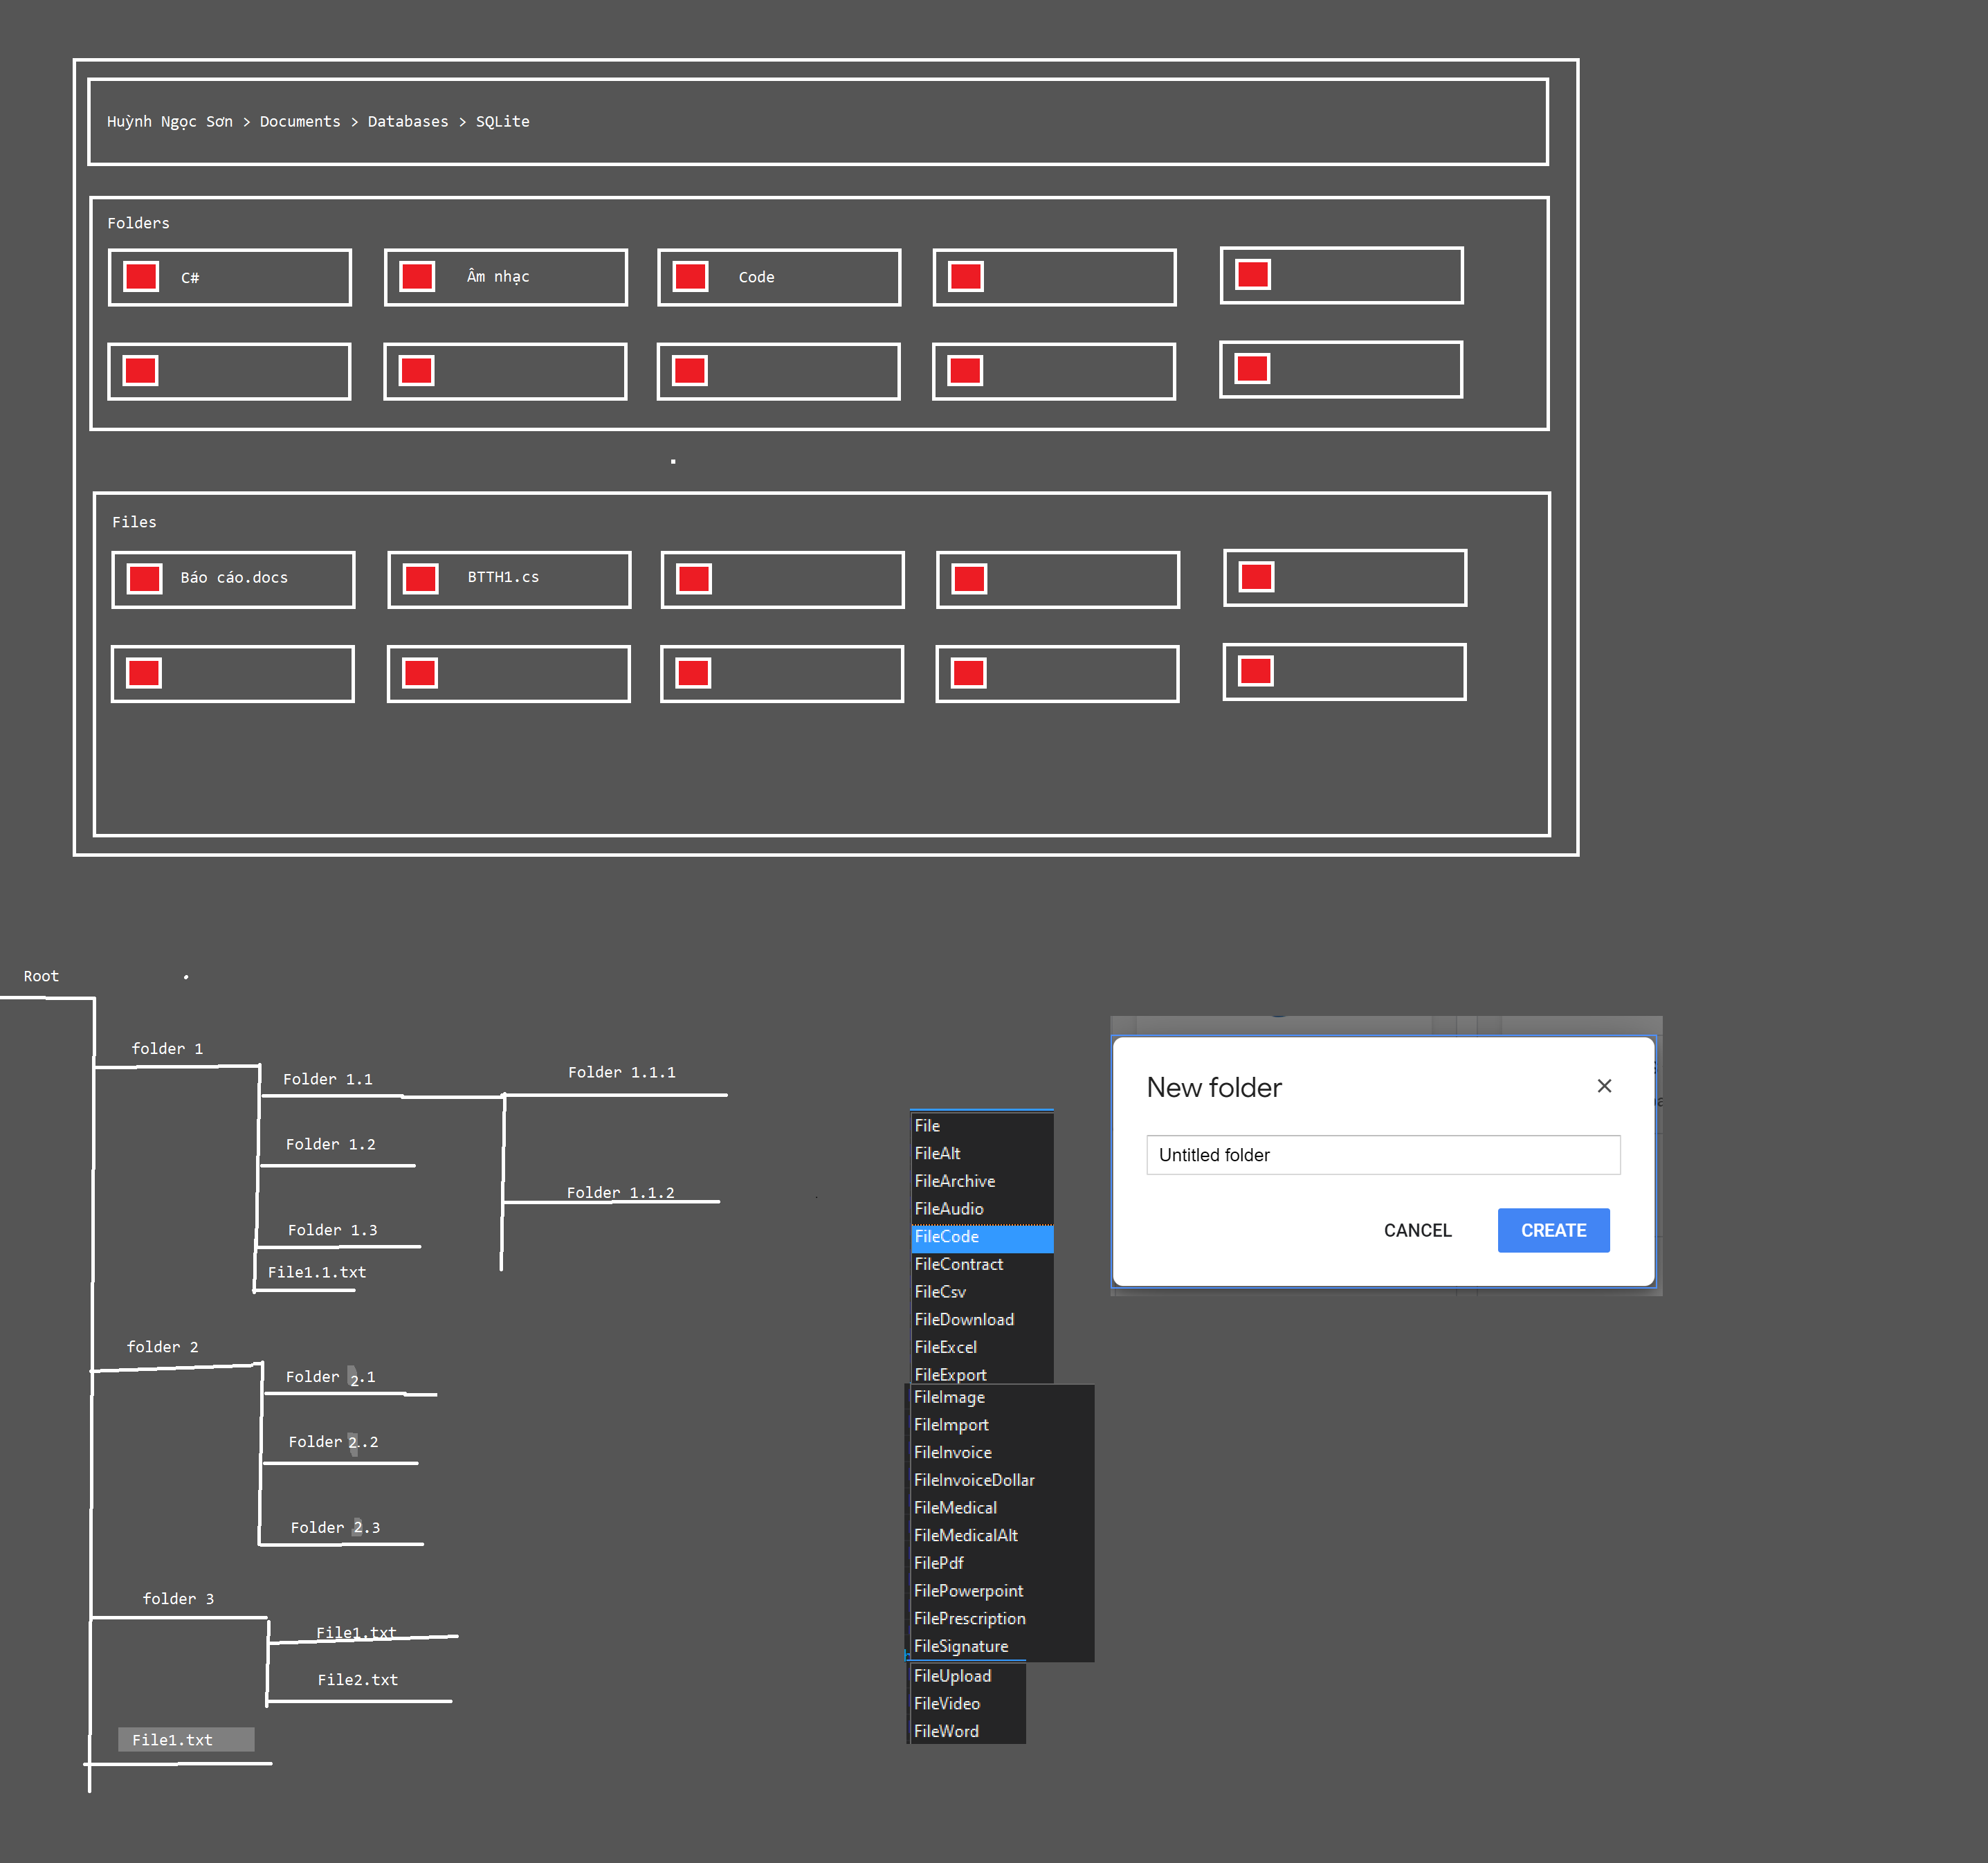 Huỳnh Ngọc Sơn > Documents > Databases > SQLite
Folders
C#
Âm nhạc
Code
Files
Báo cáo.docs
BTTH1.cs
Root
folder 1
Folder 1.1
Folder 1.1.1
Folder 1.2
Folder 1.1.2
Folder 1.3
File1.1.txt
folder 2
Folder 2.1
Folder 2.2
Folder 2.3
folder 3
File1.txt
File2.txt
File1.txt
File
FileAlt
FileArchive
FileAudio
FileCode
FileContract
FileCsv
FileDownload
FileExcel
FileExport
FileImage
FileImport
FileInvoice
FileInvoiceDollar
FileMedical
FileMedicalAlt
FilePdf
FilePowerpoint
FilePrescription
FileSignature
FileUpload
FileVideo
FileWord
New folder
Untitled folder
CANCEL
CREATE